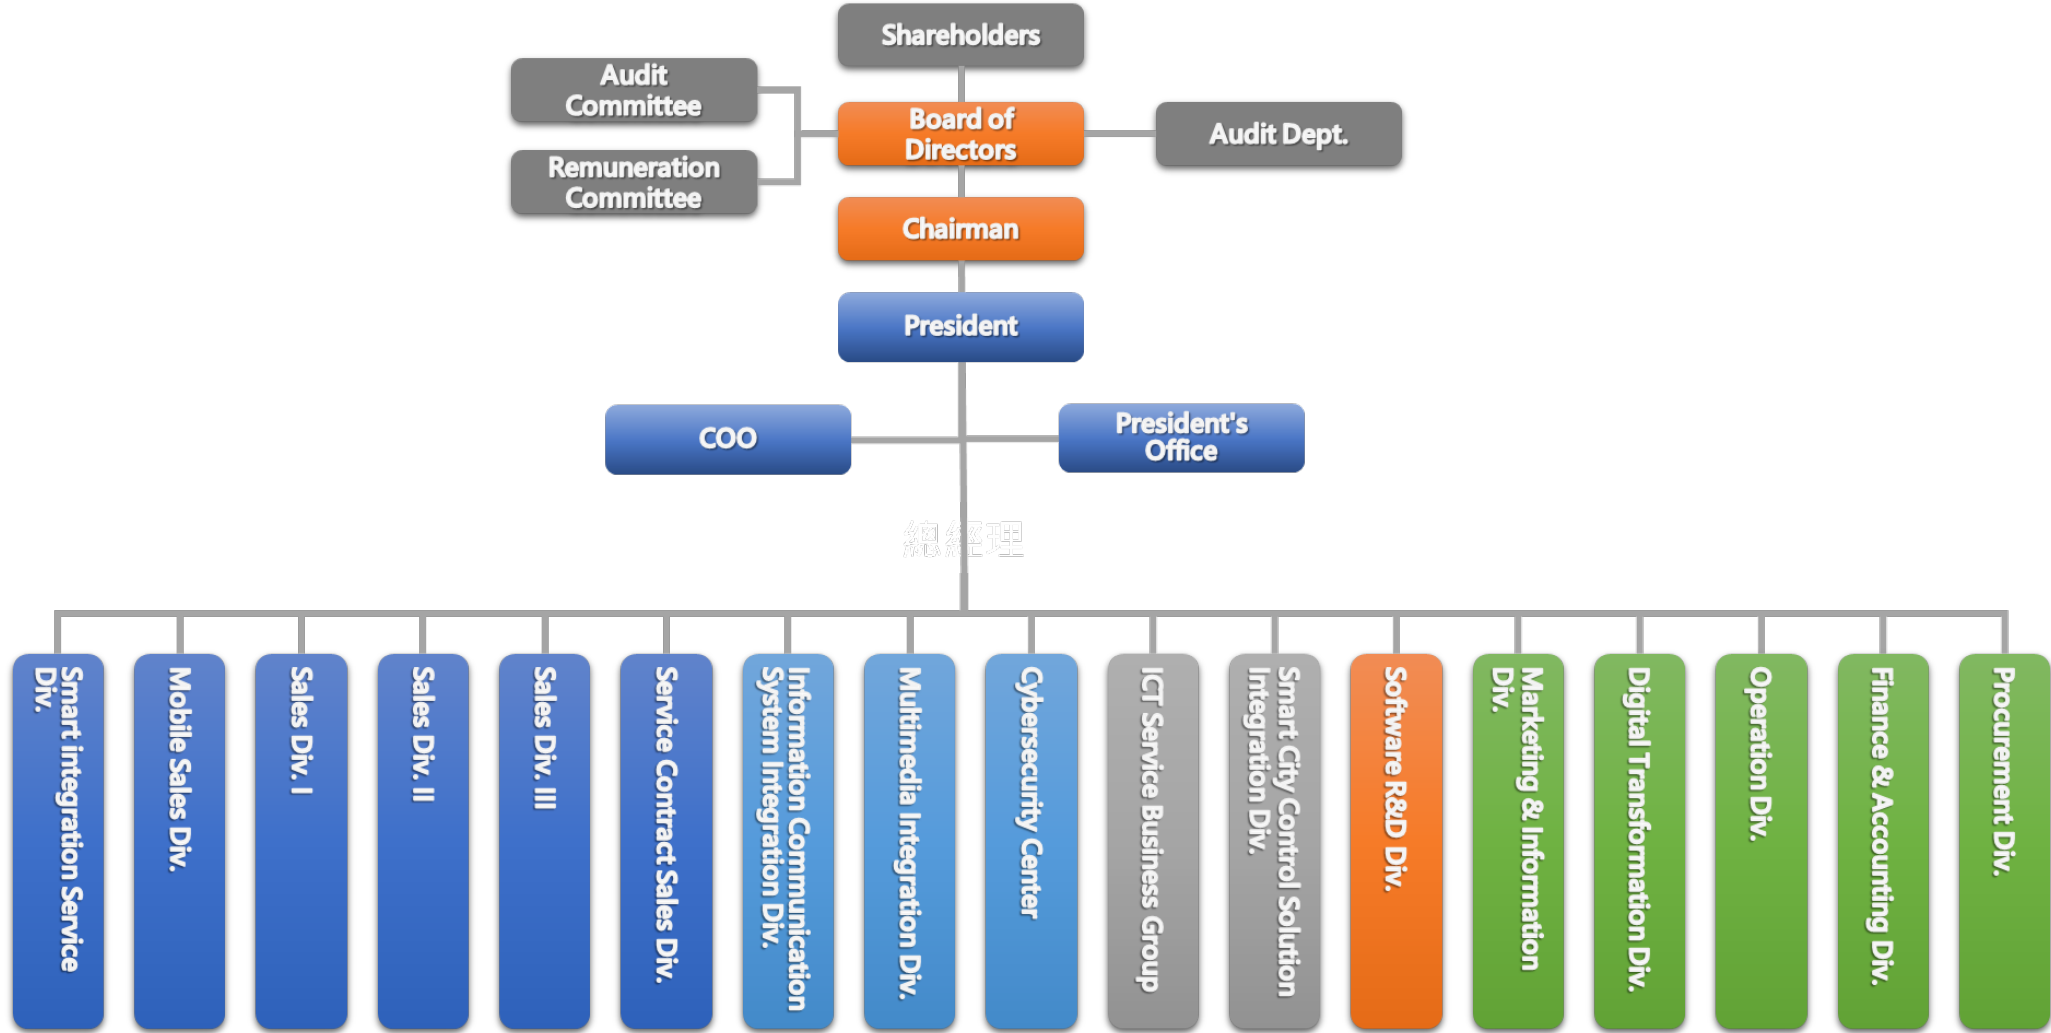 Shareholders
Audit
Committee
Board of
Directors
Audit Dept.
Remuneration
Committee
Chairman
President
COO
President's
Office
總經理
Smart integration Service
Div.
Mobile Sales Div.
Sales Div. I
Sales Div. II
Sales Div. III
Service Contract Sales Div.
Information Communication
System Integration Div.
Multimedia Integration Div.
Cybersecurity Center
ICT Service Business Group
Smart City Control Solution
Integration Div.
Software R&D Div.
Marketing & Information
Div.
Digital Transformation Div.
Operation Div.
Finance & Accounting Div.
Procurement Div.